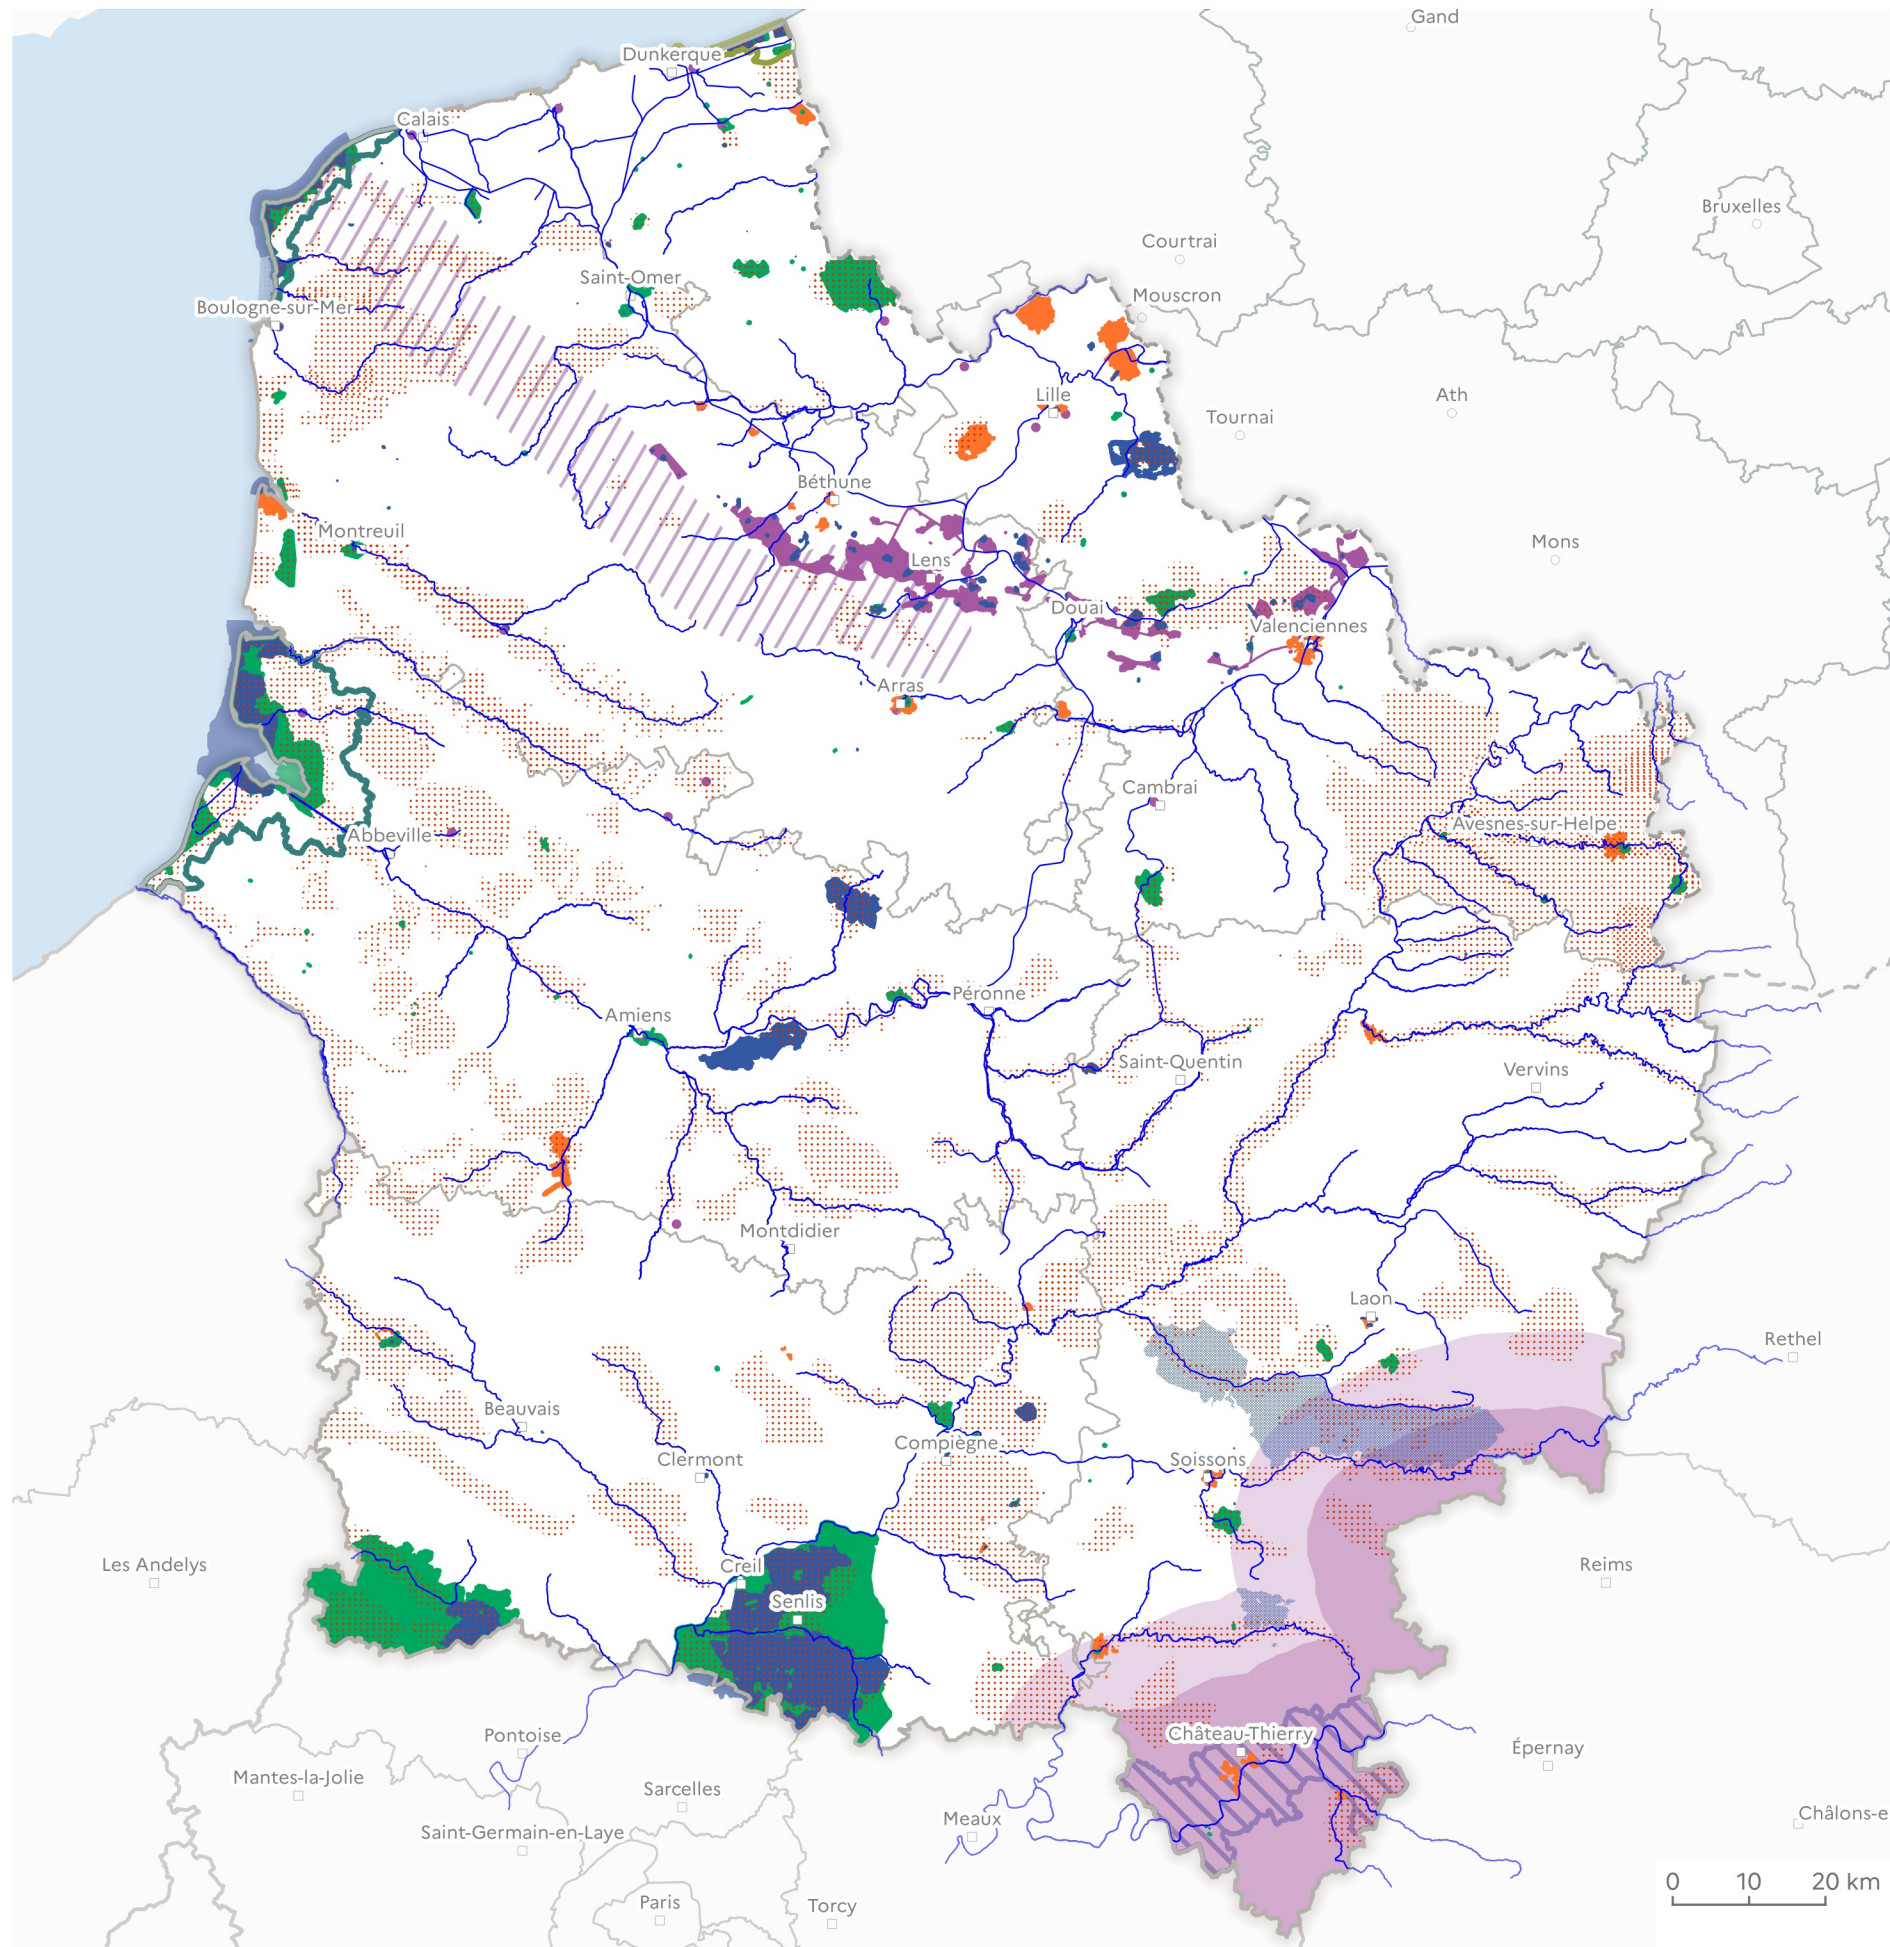 Gand
Dunkerque
Calais
Bruxelles
Courtrai
Saint-Omer
Mouscron
Boulogne-sur-Mer
Lille
Ath
Tournai
Béthune
Montreuil
Mons
Lens
Douai
Valenciennes
Arras
Cambrai
Avesnes-sur-Helpe
Abbeville
Péronne
Amiens
Saint-Quentin
Vervins
Montdidier
Laon
Rethel
Beauvais
Compiègne
Clermont
Soissons
Les Andelys
Creil
Reims
Senlis
Château-Thierry
Pontoise
Épernay
Mantes-la-Jolie
Sarcelles
Meaux
Châlons-e
Saint-Germain-en-Laye
0 10 20 km
Paris
Torcy